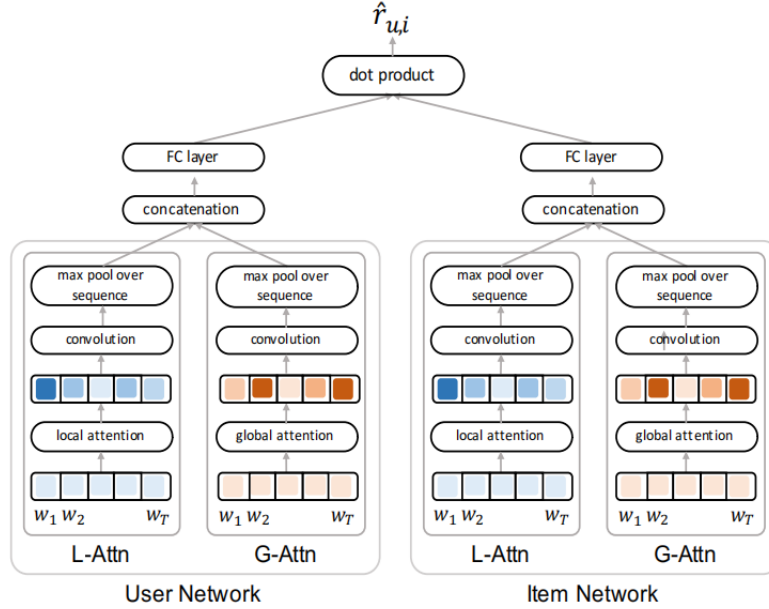 r̂u,i
dot product
FC layer FC layer
concatenation concatenation
max pool over sequence max pool over sequence max pool over sequence max pool over sequence
convolution convolution convolution convolution
local attention global attention local attention global attention
w1 w2 wT w1 w2 wT w1 w2 wT w1 w2 wT
L-Attn G-Attn L-Attn G-Attn
User Network Item Network